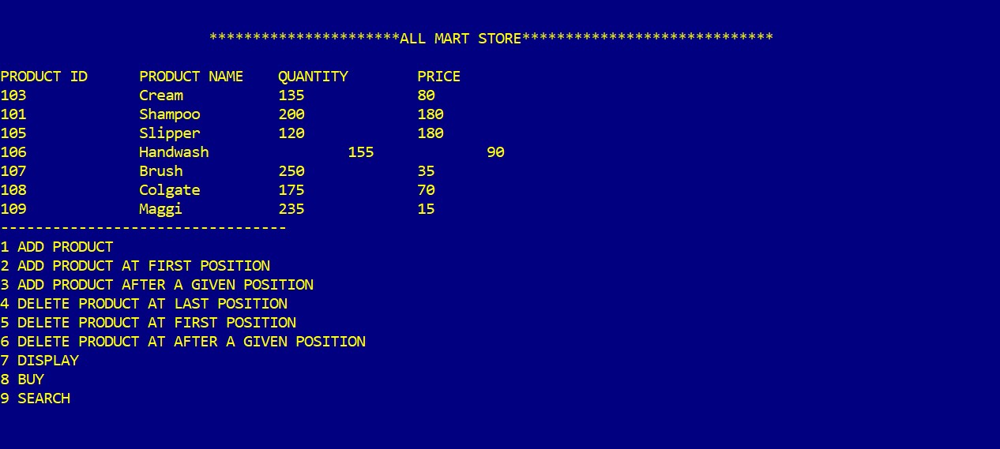 **********************ALL MART STORE*****************************
PRODUCT ID PRODUCT NAME QUANTITY PRICE
103 Cream 135 80
101 Shampoo 200 180
105 Slipper 120 180
106 Handwash 155 90
107 Brush 250 35
108 Colgate 175 70
109 Maggi 235 15
---------------------------------
1 ADD PRODUCT
2 ADD PRODUCT AT FIRST POSITION
3 ADD PRODUCT AFTER A GIVEN POSITION
4 DELETE PRODUCT AT LAST POSITION
5 DELETE PRODUCT AT FIRST POSITION
6 DELETE PRODUCT AT AFTER A GIVEN POSITION
7 DISPLAY
8 BUY
9 SEARCH